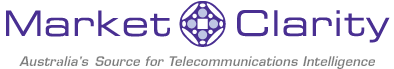 Market Clarity
Australia's Source for Telecommunications Intelligence